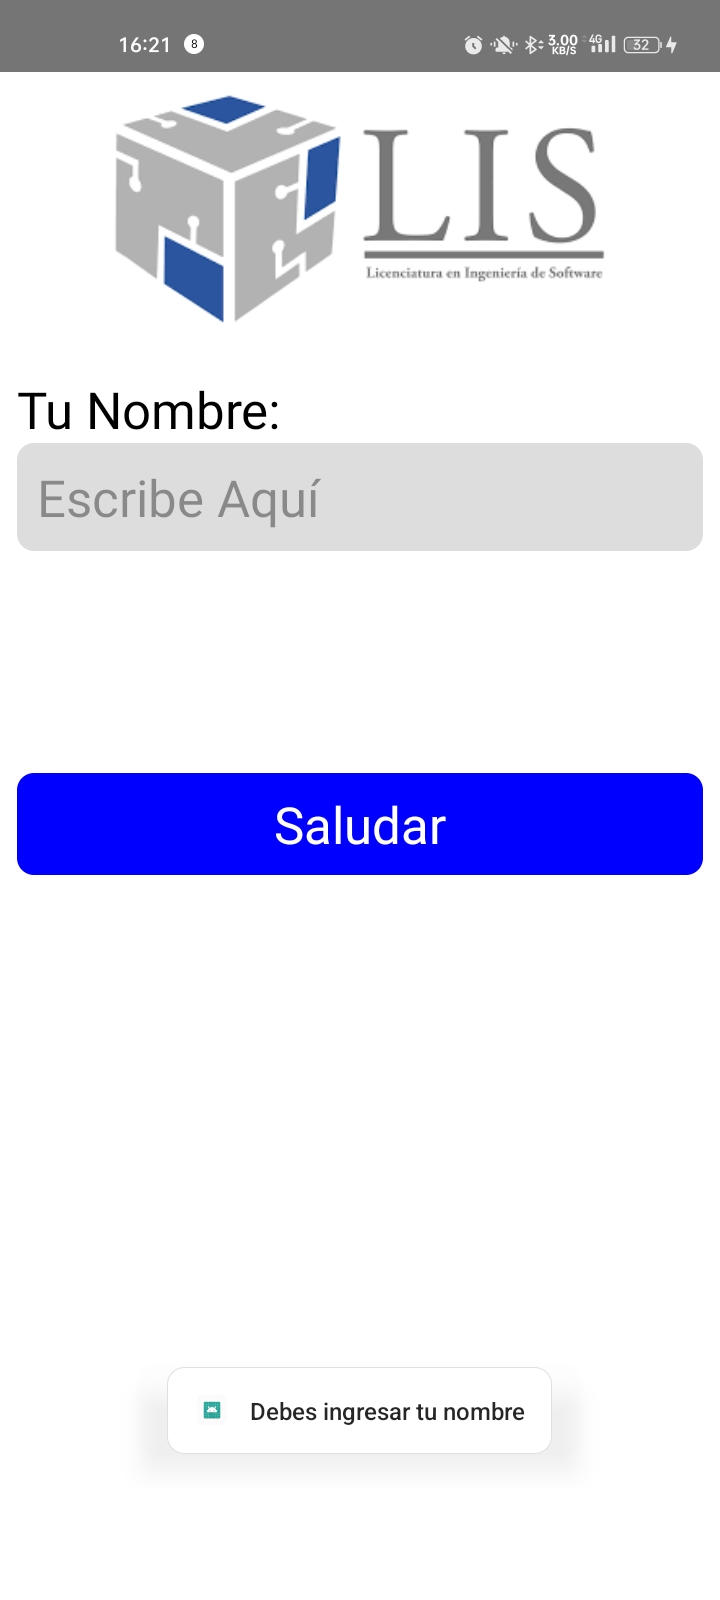 16:21 8 3.00 KB/S 4G 32
LIS
Licenciatura en Ingeniería de Software
Tu Nombre:
Escribe Aquí
Saludar
Debes ingresar tu nombre